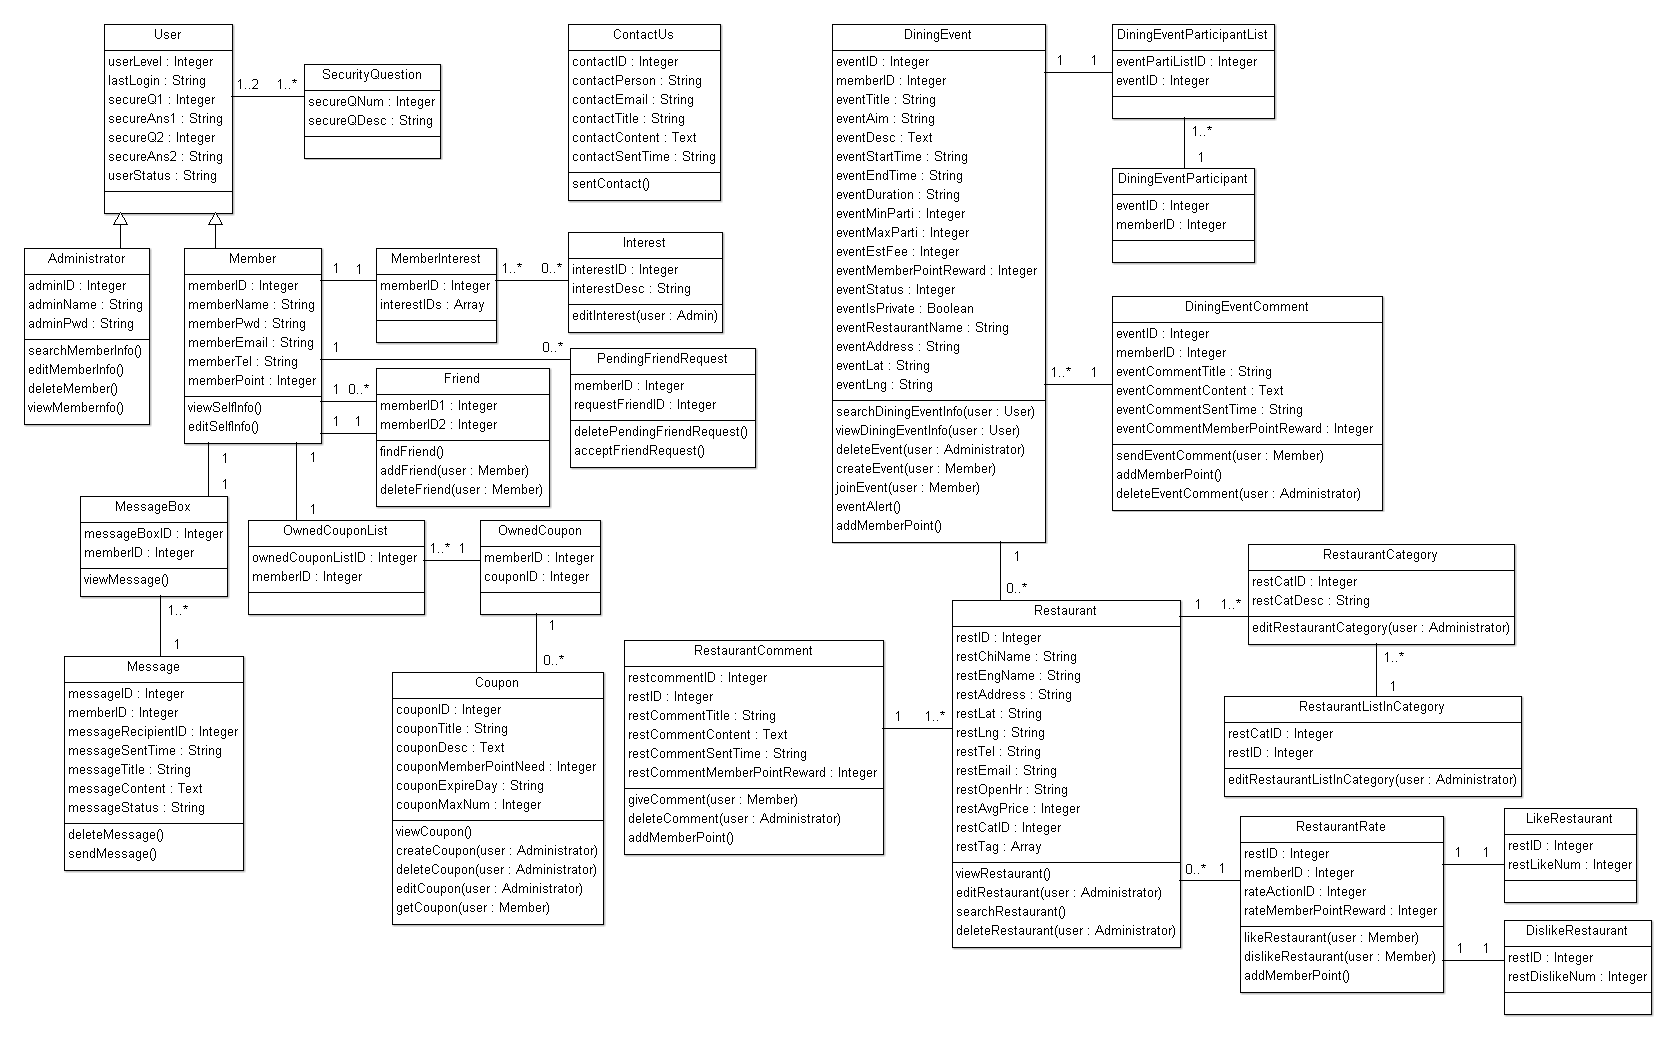 User
userLevel : Integer
lastLogin : String
secureQ1 : Integer
secureAns1 : String
secureQ2 : Integer
secureAns2 : String
userStatus : String
1..2
1..*
SecurityQuestion
secureQNum : Integer
secureQDesc : String
ContactUs
contactID : Integer
contactPerson : String
contactEmail : String
contactTitle : String
contactContent : Text
contactSentTime : String
sentContact()
Administrator
adminID : Integer
adminName : String
adminPwd : String
searchMemberInfo()
editMemberInfo()
deleteMember()
viewMembernfo()
Member
memberID : Integer
memberName : String
memberPwd : String
memberEmail : String
memberTel : String
memberPoint : Integer
viewSelfInfo()
editSelfInfo()
1
1
MemberInterest
memberID : Integer
interestIDs : Array
1..*
0..*
Interest
interestID : Integer
interestDesc : String
editInterest(user : Admin)
1
0..*
PendingFriendRequest
memberID : Integer
requestFriendID : Integer
deletePendingFriendRequest()
acceptFriendRequest()
1
0..*
1
1
Friend
memberID1 : Integer
memberID2 : Integer
findFriend()
addFriend(user : Member)
deleteFriend(user : Member)
1
1
MessageBox
messageBoxID : Integer
memberID : Integer
viewMessage()
1..*
1
Message
messageID : Integer
memberID : Integer
messageRecipientID : Integer
messageSentTime : String
messageTitle : String
messageContent : Text
messageStatus : String
deleteMessage()
sendMessage()
1
1
OwnedCouponList
ownedCouponListID : Integer
memberID : Integer
1..*
1
OwnedCoupon
memberID : Integer
couponID : Integer
1
0..*
Coupon
couponID : Integer
couponTitle : String
couponDesc : Text
couponMemberPointNeed : Integer
couponExpireDay : String
couponMaxNum : Integer
viewCoupon()
createCoupon(user : Administrator)
deleteCoupon(user : Administrator)
editCoupon(user : Administrator)
getCoupon(user : Member)
DiningEvent
eventID : Integer
memberID : Integer
eventTitle : String
eventAim : String
eventDesc : Text
eventStartTime : String
eventEndTime : String
eventDuration : String
eventMinParti : Integer
eventMaxParti : Integer
eventEstFee : Integer
eventMemberPointReward : Integer
eventStatus : Integer
eventIsPrivate : Boolean
eventRestaurantName : String
eventAddress : String
eventLat : String
eventLng : String
searchDiningEventInfo(user : User)
viewDiningEventInfo(user : User)
deleteEvent(user : Administrator)
createEvent(user : Member)
joinEvent(user : Member)
eventAlert()
addMemberPoint()
1
1
DiningEventParticipantList
eventPartiListID : Integer
eventID : Integer
1..*
1
DiningEventParticipant
eventID : Integer
memberID : Integer
1..*
1
DiningEventComment
eventID : Integer
memberID : Integer
eventCommentTitle : String
eventCommentContent : Text
eventCommentSentTime : String
eventCommentMemberPointReward : Integer
sendEventComment(user : Member)
addMemberPoint()
deleteEventComment(user : Administrator)
1
0..*
Restaurant
restID : Integer
restChiName : String
restEngName : String
restAddress : String
restLat : String
restLng : String
restTel : String
restEmail : String
restOpenHr : String
restAvgPrice : Integer
restCatID : Integer
restTag : Array
viewRestaurant()
editRestaurant(user : Administrator)
searchRestaurant()
deleteRestaurant(user : Administrator)
RestaurantComment
restcommentID : Integer
restID : Integer
restCommentTitle : String
restCommentContent : Text
restCommentSentTime : String
restCommentMemberPointReward : Integer
giveComment(user : Member)
deleteComment(user : Administrator)
addMemberPoint()
1
1..*
1
1..*
RestaurantCategory
restCatID : Integer
restCatDesc : String
editRestaurantCategory(user : Administrator)
1..*
1
RestaurantListInCategory
restCatID : Integer
restID : Integer
editRestaurantListInCategory(user : Administrator)
0..*
1
RestaurantRate
restID : Integer
memberID : Integer
rateActionID : Integer
rateMemberPointReward : Integer
likeRestaurant(user : Member)
dislikeRestaurant(user : Member)
addMemberPoint()
1
1
LikeRestaurant
restID : Integer
restLikeNum : Integer
1
1
DislikeRestaurant
restID : Integer
restDislikeNum : Integer